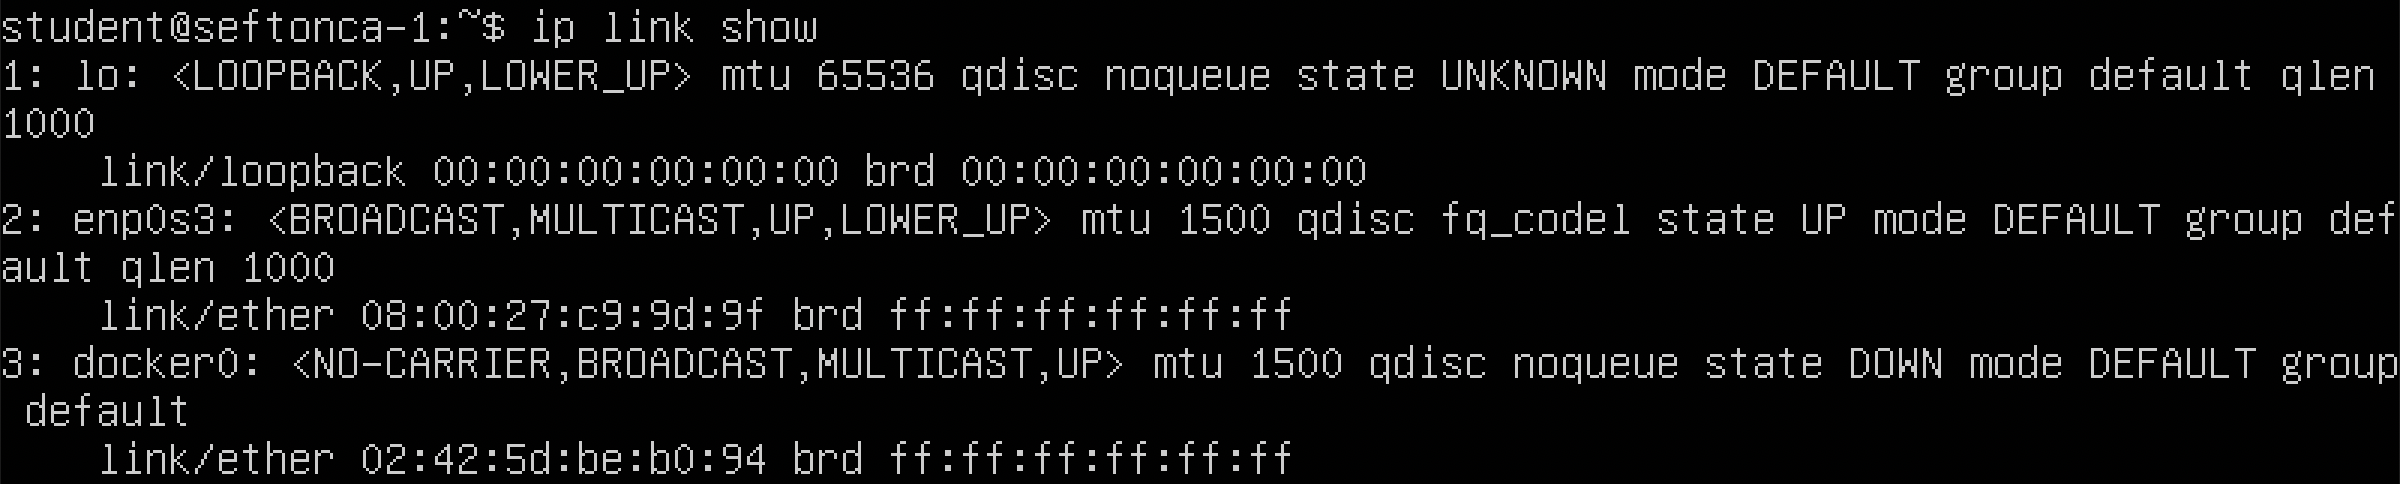 student@seftonca-1:~$ ip link show
1: lo: <LOOPBACK,UP,LOWER_UP> mtu 65536 qdisc noqueue state UNKNOWN mode DEFAULT group default qlen
1000
    link/loopback 00:00:00:00:00:00 brd 00:00:00:00:00:00
2: enp0s3: <BROADCAST,MULTICAST,UP,LOWER_UP> mtu 1500 qdisc fq_codel state UP mode DEFAULT group def
ault qlen 1000
    link/ether 08:00:27:c9:9d:9f brd ff:ff:ff:ff:ff:ff
3: docker0: <NO-CARRIER,BROADCAST,MULTICAST,UP> mtu 1500 qdisc noqueue state DOWN mode DEFAULT group
 default
    link/ether 02:42:5d:be:b0:94 brd ff:ff:ff:ff:ff:ff